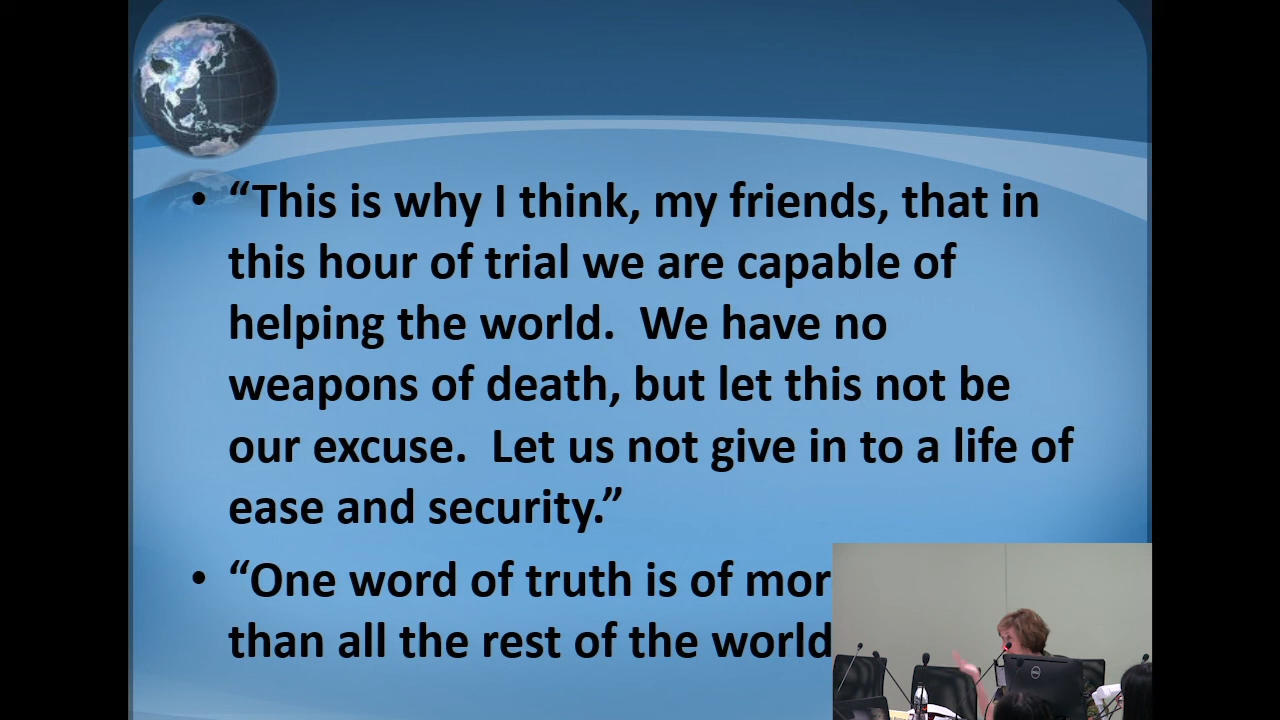 • “This is why I think, my friends, that in
this hour of trial we are capable of
helping the world.  We have no
weapons of death, but let this not be
our excuse.  Let us not give in to a life of
ease and security.”
• “One word of truth is of mor
than all the rest of the world
DELL